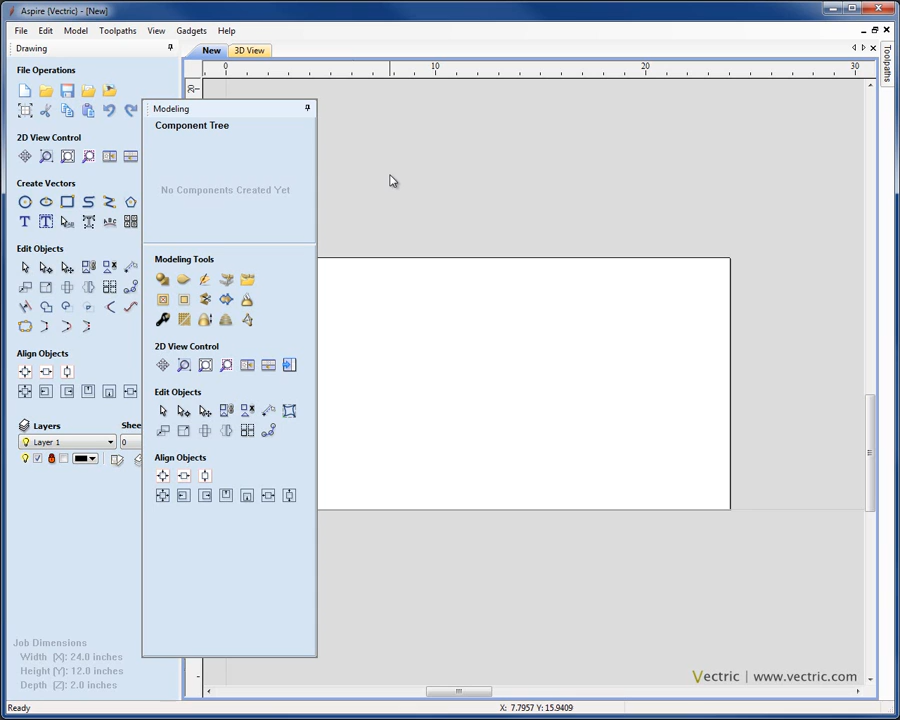 Aspire (Vectric) - [New]
File Edit Model Toolpaths View Gadgets Help
Drawing
New 3D View
Toolpaths
0 10 20 30
20
File Operations
2D View Control
Create Vectors
Edit Objects
Align Objects
Layers
Layer 1
0
Modeling
Component Tree
No Components Created Yet
Modeling Tools
2D View Control
Edit Objects
Align Objects
Job Dimensions
Width (X): 24.0 inches
Height (Y): 12.0 inches
Depth (Z): 2.0 inches
Vectric | www.vectric.com
Ready
X: 7.7957 Y: 15.9409